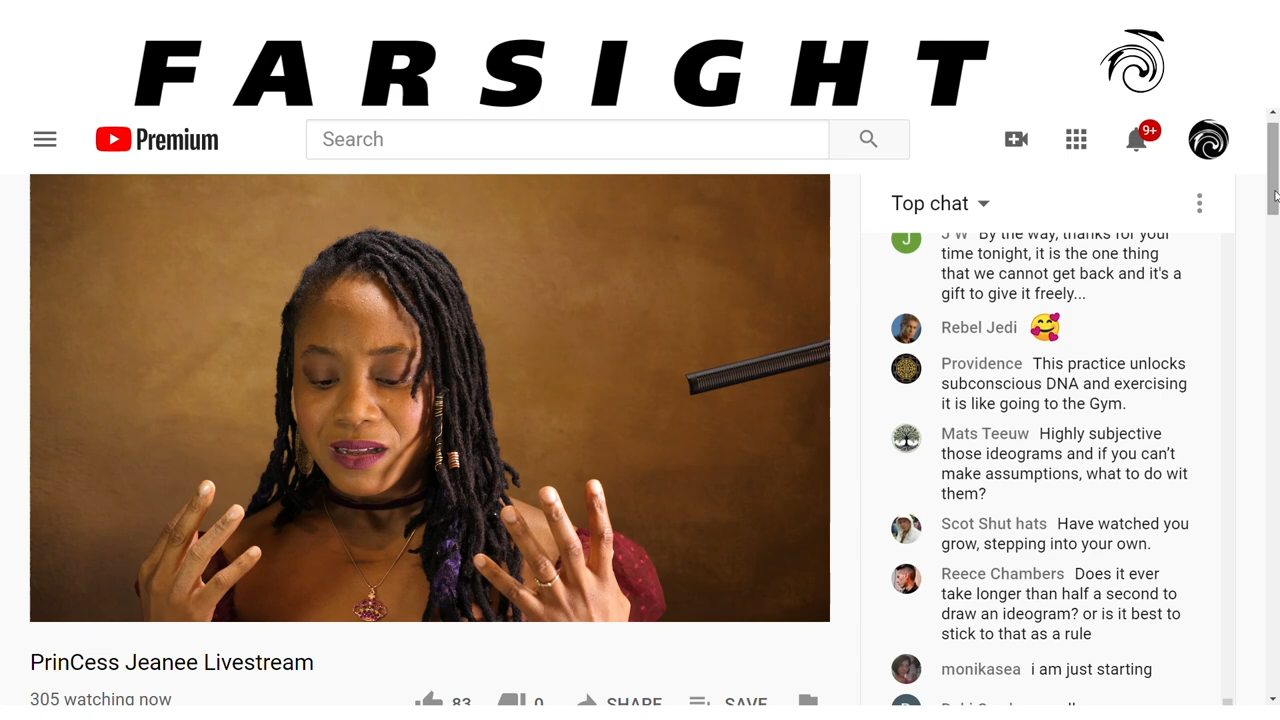 FARSIGHT
Premium
Search
9+
Top chat
J
J W By the way, thanks for your
time tonight, it is the one thing
that we cannot get back and it's a
gift to give it freely...
Rebel Jedi
Providence This practice unlocks
subconscious DNA and exercising
it is like going to the Gym.
Mats Teeuw Highly subjective
those ideograms and if you can't
make assumptions, what to do wit
them?
Scot Shut hats Have watched you
grow, stepping into your own.
Reece Chambers Does it ever
take longer than half a second to
draw an ideogram? or is it best to
stick to that as a rule
monikasea i am just starting
PrinCess Jeanee Livestream
305 watching now
83
0
SHARE
SAVE